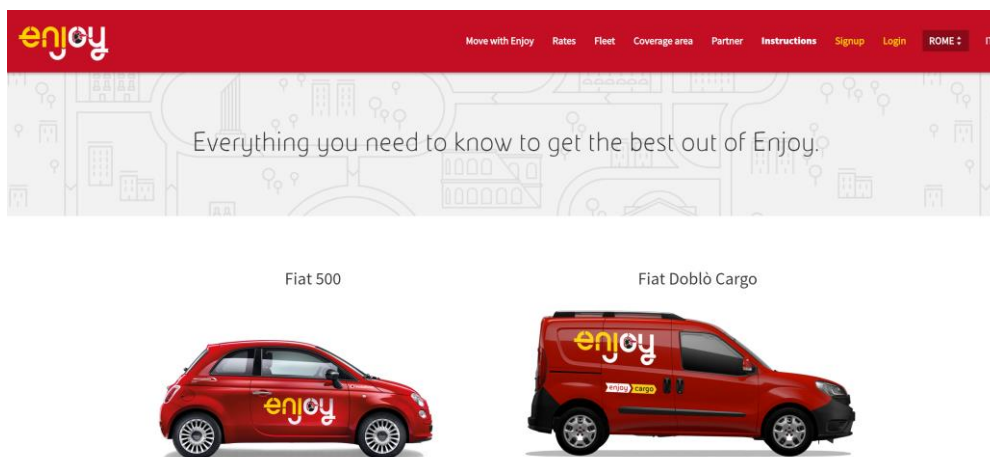 enjoy
Move with Enjoy Rates Fleet Coverage area Partner Instructions Signup Login ROME
Everything you need to know to get the best out of Enjoy.
Fiat 500
Fiat Doblò Cargo
enjoy
enjoy
enjoy cargo